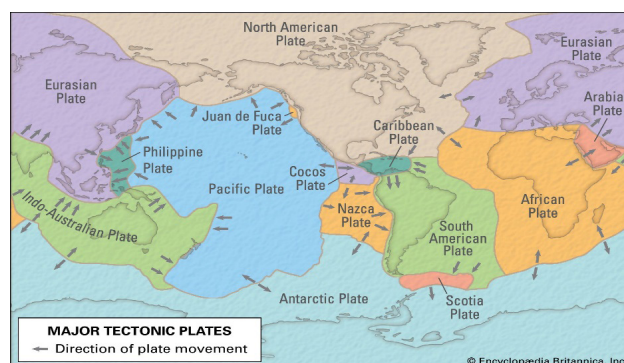 North American
Plate
Eurasian
Plate
Eurasian
Plate
Juan de Fuca
Plate
Caribbean
Plate
Arabian
Plate
Philippine
Plate
Pacific Plate
Cocos
Plate
Nazca
Plate
African
Plate
Indo-Australian Plate
South
American
Plate
Antarctic Plate
Scotia
Plate
MAJOR TECTONIC PLATES
Direction of plate movement
© Encyclopædia Britannica, Inc.